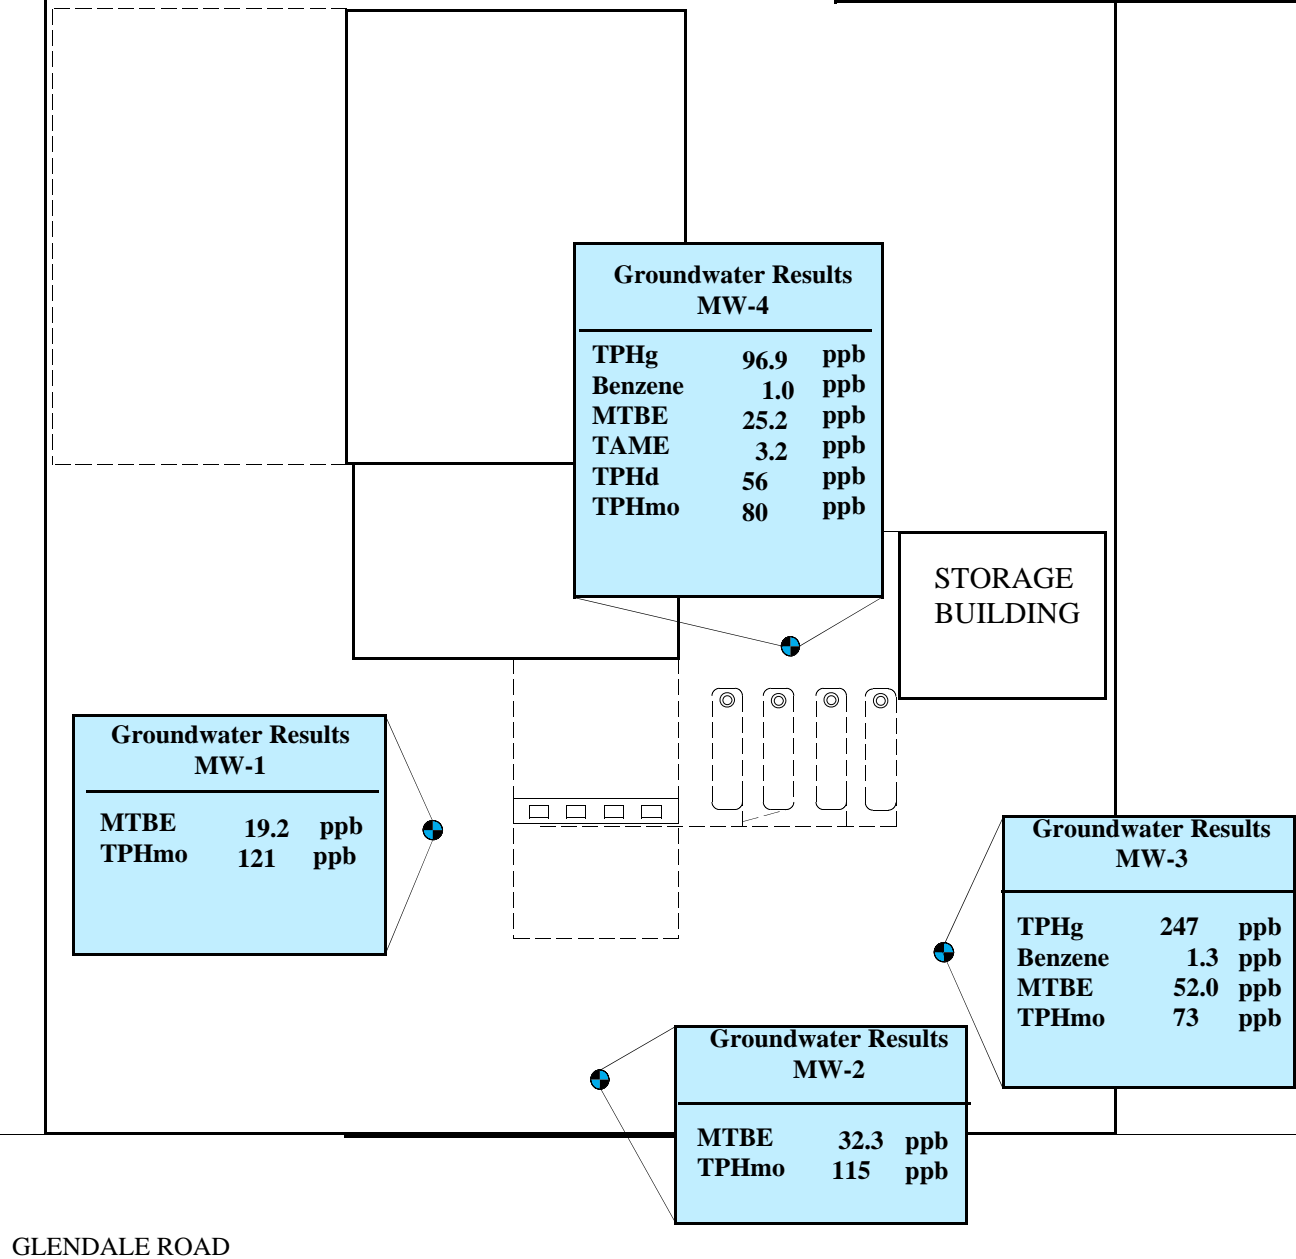 Groundwater Results
MW-4
TPHg 96.9 ppb
Benzene 1.0 ppb
MTBE 25.2 ppb
TAME 3.2 ppb
TPHd 56 ppb
TPHmo 80 ppb
STORAGE
BUILDING
Groundwater Results
MW-1
MTBE 19.2 ppb
TPHmo 121 ppb
Groundwater Results
MW-3
TPHg 247 ppb
Benzene 1.3 ppb
MTBE 52.0 ppb
TPHmo 73 ppb
Groundwater Results
MW-2
MTBE 32.3 ppb
TPHmo 115 ppb
GLENDALE ROAD